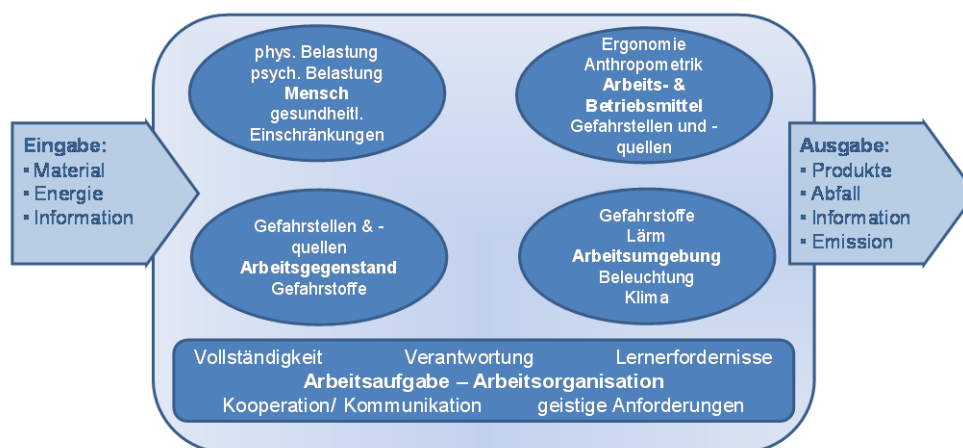 Eingabe:
▪ Material
▪ Energie
▪ Information
phys. Belastung
psych. Belastung
Mensch
gesundheitl.
Einschränkungen
Ergonomie
Anthropometrik
Arbeits- &
Betriebsmittel
Gefahrstellen und -
quellen
Gefahrstellen & -
quellen
Arbeitsgegenstand
Gefahrstoffe
Gefahrstoffe
Lärm
Arbeitsumgebung
Beleuchtung
Klima
Vollständigkeit Verantwortung Lernerfordernisse
Arbeitsaufgabe – Arbeitsorganisation
Kooperation/ Kommunikation geistige Anforderungen
Ausgabe:
▪ Produkte
▪ Abfall
▪ Information
▪ Emission